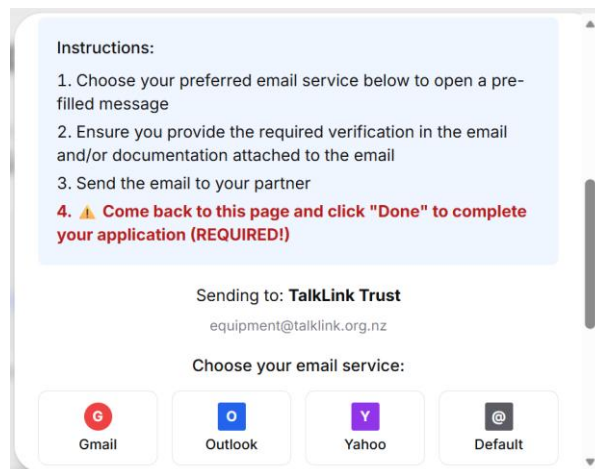 Instructions:
1. Choose your preferred email service below to open a pre-
filled message
2. Ensure you provide the required verification in the email
and/or documentation attached to the email
3. Send the email to your partner
4. ⚠️ Come back to this page and click "Done" to complete
your application (REQUIRED!)
Sending to: TalkLink Trust
equipment@talklink.org.nz
Choose your email service:
G O Y @
Gmail Outlook Yahoo Default